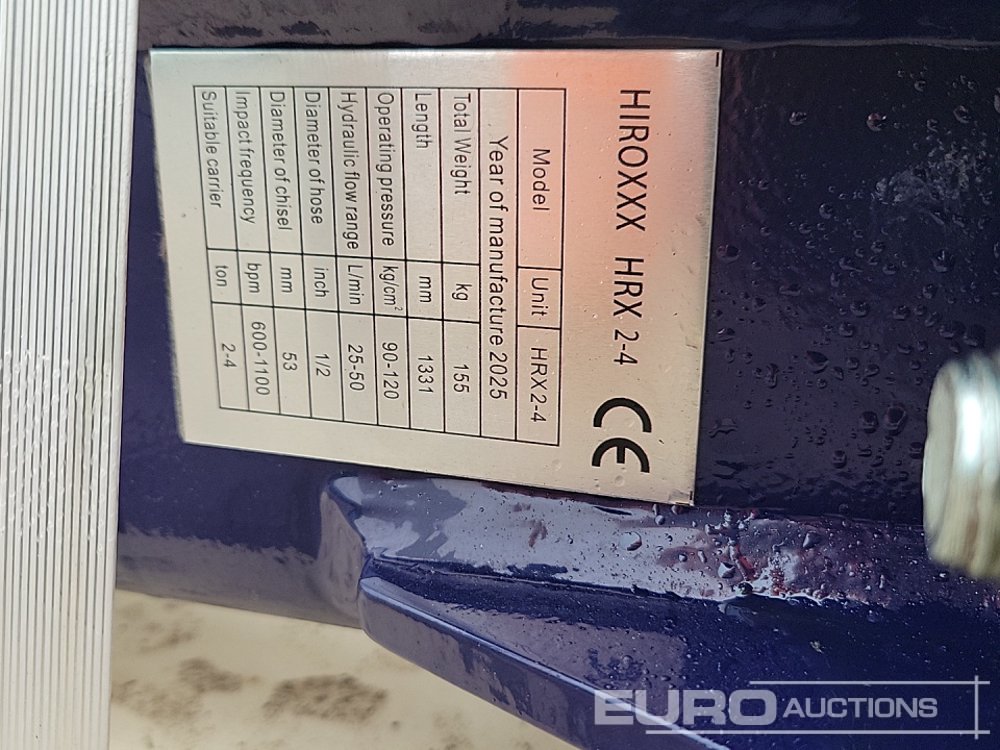 HIROXXX HRX 2-4 CE
Model Unit HRX2-4
Year of manufacture 2025
Total Weight kg 155
Length mm 1331
Operating pressure kg/cm² 90-120
Hydraulic flow range L/min 25-50
Diameter of hose inch 1/2
Diameter of chisel mm 53
Impact frequency bpm 600-1100
Suitable carrier ton 2-4
EURO AUCTIONS